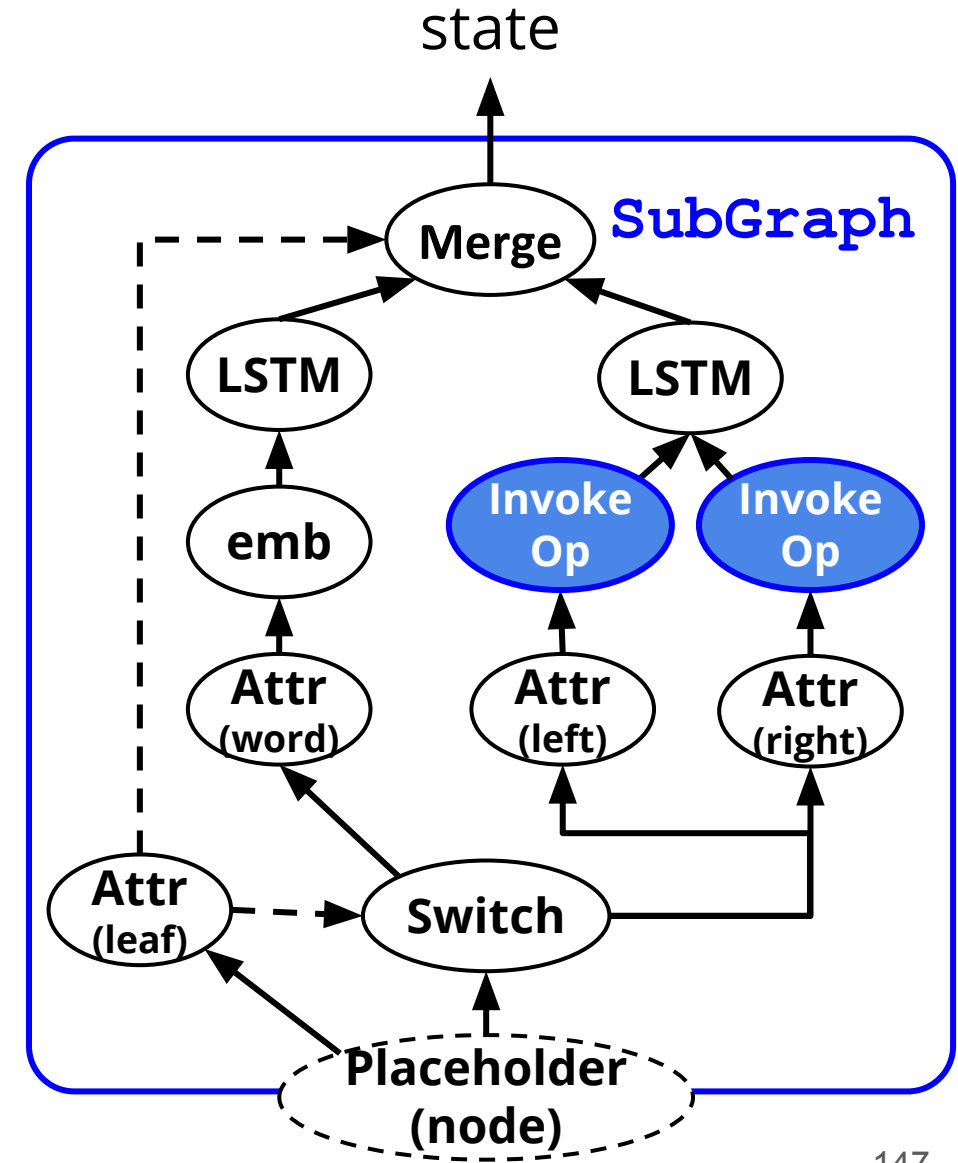 state
SubGraph
Merge
LSTM
LSTM
Invoke
Op
Invoke
Op
emb
Attr
(word)
Attr
(left)
Attr
(right)
Attr
(leaf)
Switch
Placeholder
(node)
147